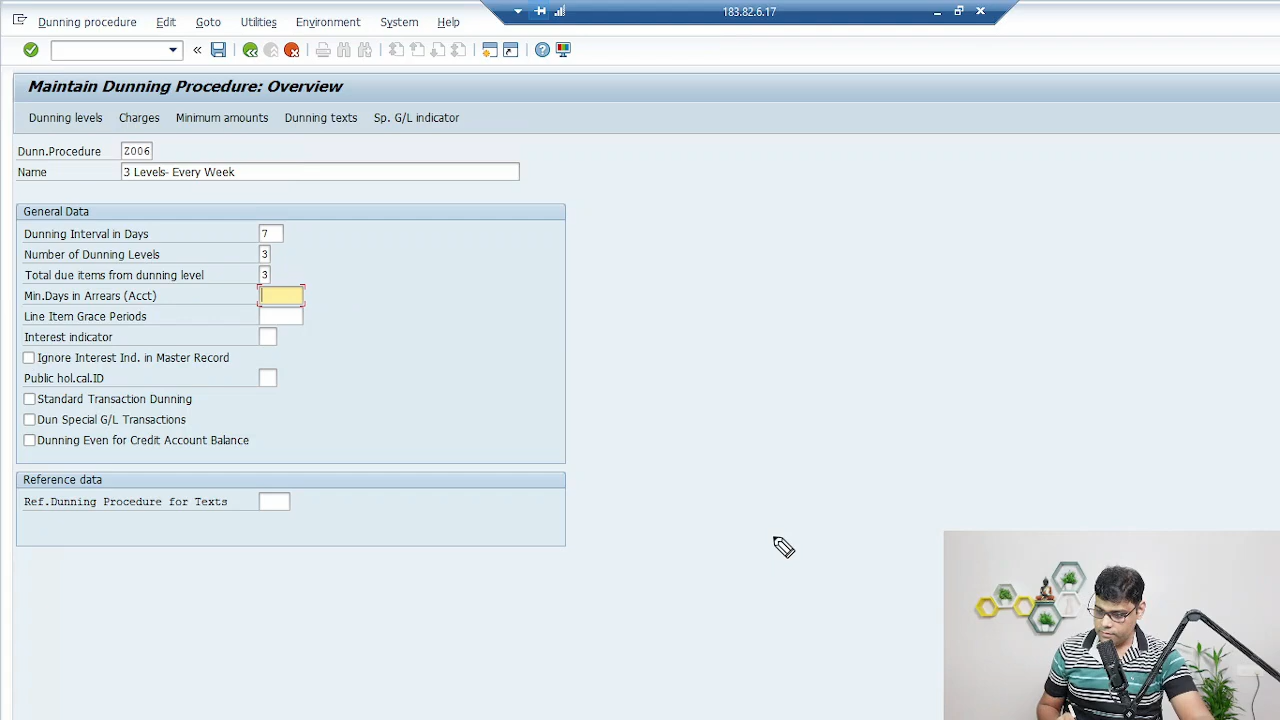 183.82.6.17
Dunning procedure Edit Goto Utilities Environment System Help
Maintain Dunning Procedure: Overview
Dunning levels Charges Minimum amounts Dunning texts Sp. G/L indicator
Dunn.Procedure Z006
Name 3 Levels- Every Week
General Data
Dunning Interval in Days 7
Number of Dunning Levels 3
Total due items from dunning level 3
Min.Days in Arrears (Acct)
Line Item Grace Periods
Interest indicator
Ignore Interest Ind. in Master Record
Public hol.cal.ID
Standard Transaction Dunning
Dun Special G/L Transactions
Dunning Even for Credit Account Balance
Reference data
Ref.Dunning Procedure for Texts